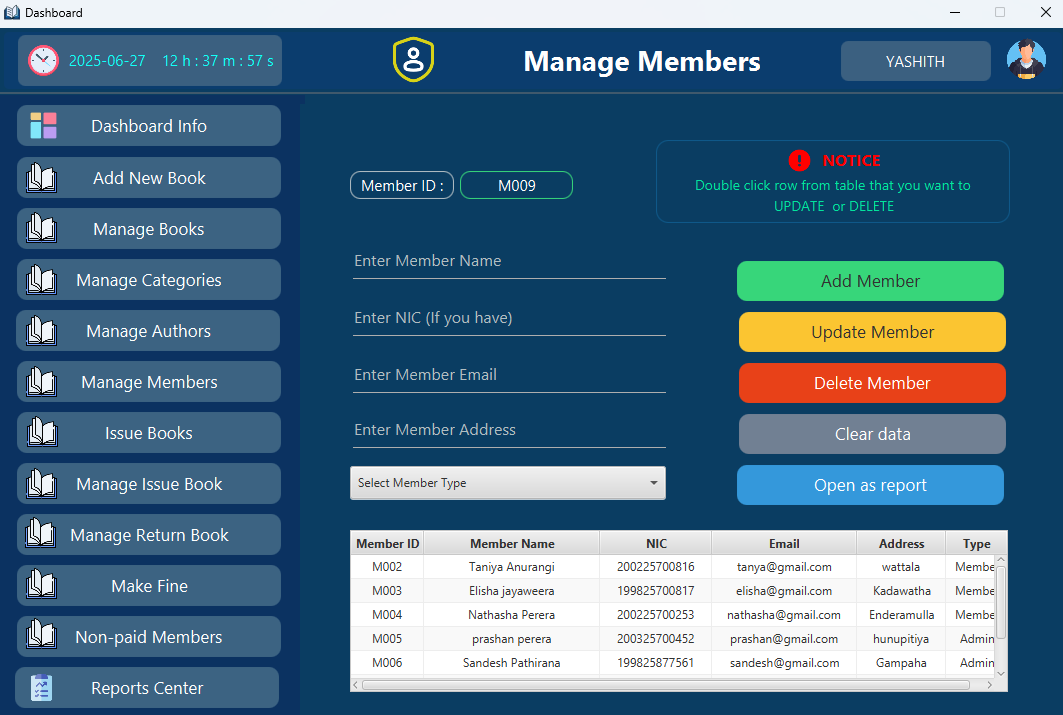 Dashboard
2025-06-27 12 h : 37 m : 57 s
Manage Members
YASHITH
Dashboard Info
Add New Book
Manage Books
Manage Categories
Manage Authors
Manage Members
Issue Books
Manage Issue Book
Manage Return Book
Make Fine
Non-paid Members
Reports Center
Member ID : M009
! NOTICE
Double click row from table that you want to
UPDATE or DELETE
Enter Member Name
Enter NIC (If you have)
Enter Member Email
Enter Member Address
Select Member Type
Add Member
Update Member
Delete Member
Clear data
Open as report
Member ID Member Name NIC Email Address Type
M002 Taniya Anurangi 200225700816 tanya@gmail.com wattala Membe
M003 Elisha jayaweera 199825700817 elisha@gmail.com Kadawatha Membe
M004 Nathasha Perera 200225700253 nathasha@gmail.com Enderamulla Membe
M005 prashan perera 200325700452 prashan@gmail.com hunupitiya Admin
M006 Sandesh Pathirana 199825877561 sandesh@gmail.com Gampaha Admin